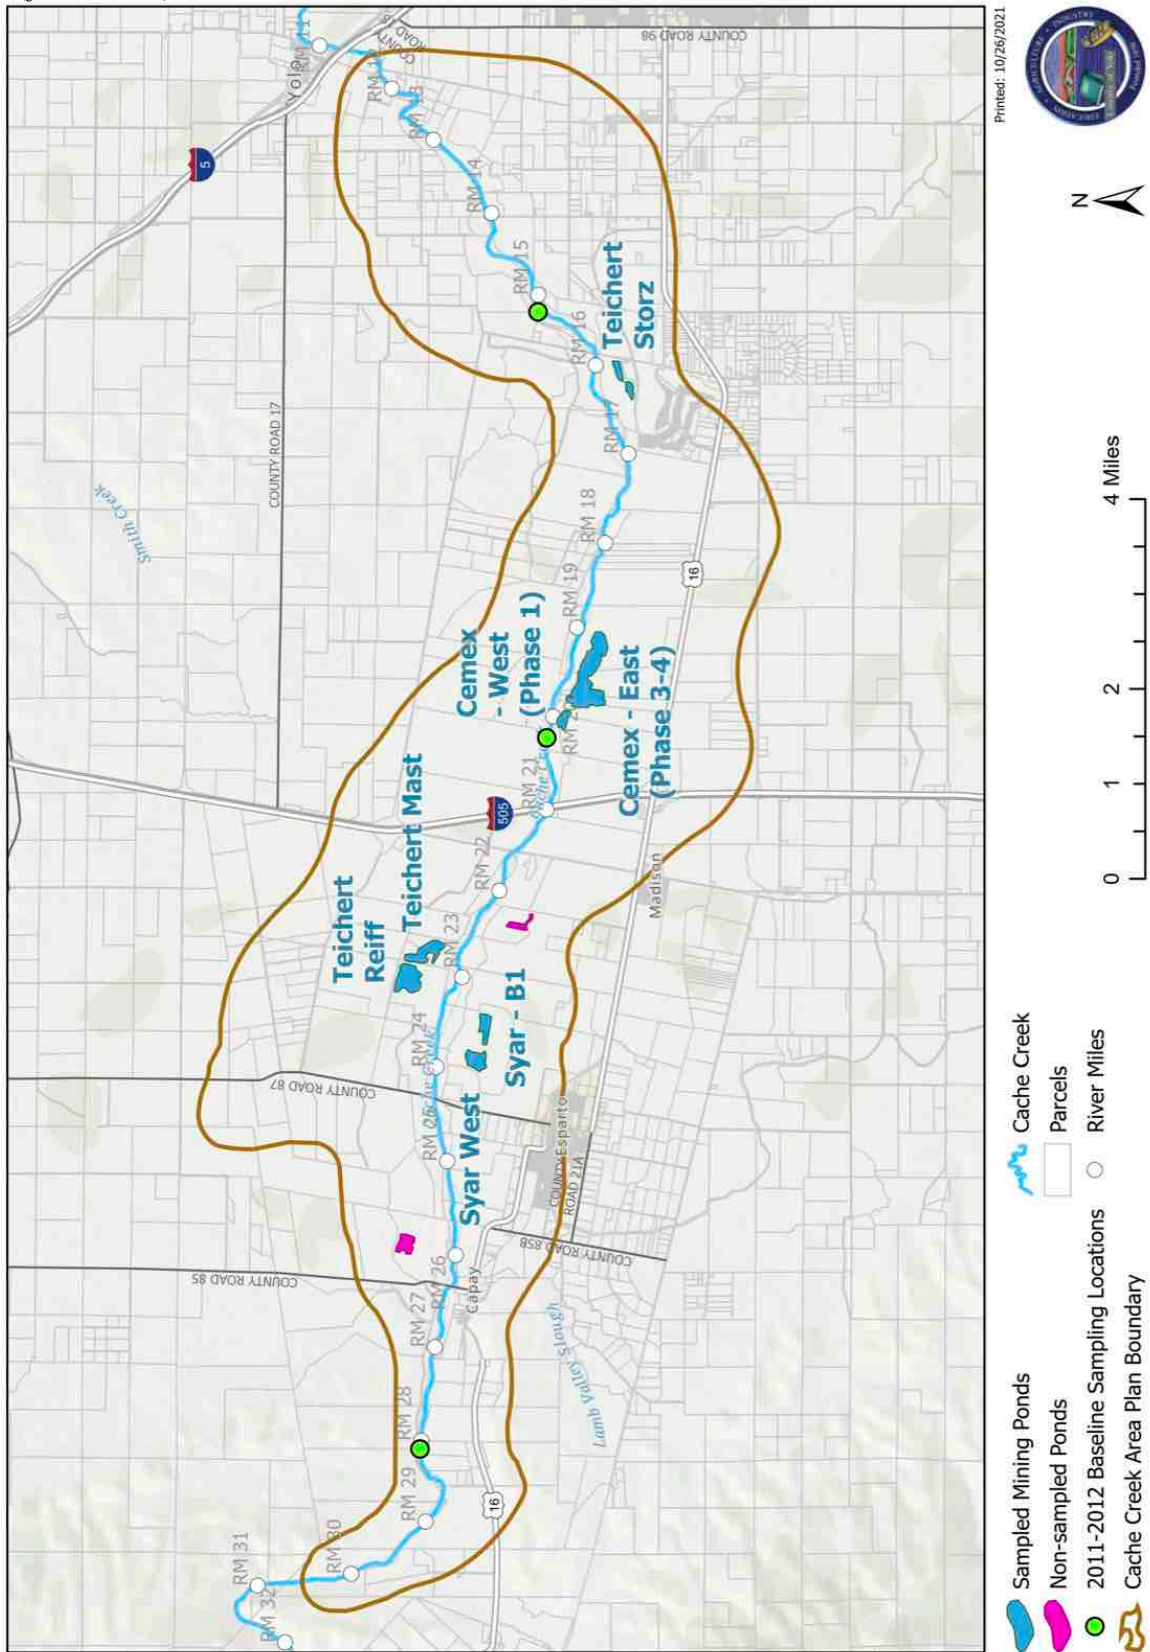 Printed: 10/26/2021
N
COUNTY ROAD 98
Yolo
5
COUNTY ROAD 17
Smith Creek
RM 14
RM 15
RM 16
Teichert
Storz
RM 17
RM 18
RM 19
Cemex
- West
(Phase 1)
Cemex - East
(Phase 3-4)
16
RM 21
505
RM 22
Teichert Mast
Teichert
Reiff
RM 23
Madison
Syar - B1
RM 24
COUNTY ROAD 87
Syar West
Esparto
COUNTY
ROAD 21A
COUNTY ROAD 85B
COUNTY ROAD 85
RM 26
Capay
RM 27
Lamb Valley Slough
RM 28
RM 29
16
RM 31
RM 32
0
1
2
4 Miles
Sampled Mining Ponds
Non-sampled Ponds
2011-2012 Baseline Sampling Locations
Cache Creek Area Plan Boundary
Cache Creek
Parcels
River Miles